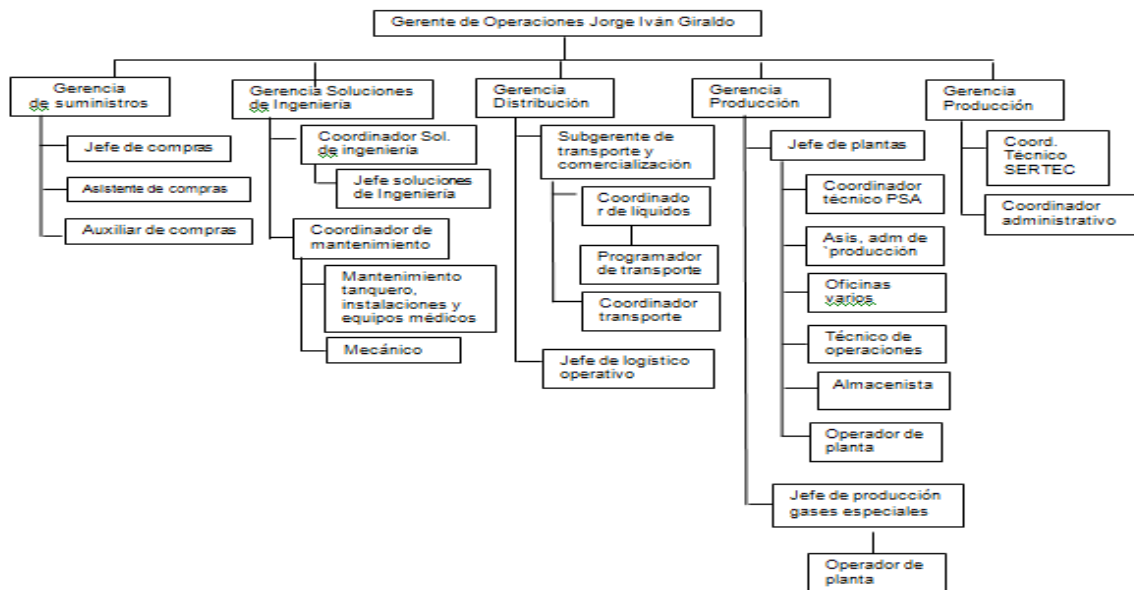 Gerente de Operaciones Jorge Iván Giraldo
Gerencia
de suministros
Jefe de compras
Asistente de compras
Auxiliar de compras
Gerencia Soluciones
de Ingeniería
Coordinador Sol.
de ingeniería
Jefe soluciones
de Ingeniería
Coordinador de
mantenimiento
Mantenimiento
tanquero,
instalaciones y
equipos médicos
Mecánico
Gerencia
Distribución
Subgerente de
transporte y
comercialización
Coordinado
r de líquidos
Programador
de transporte
Coordinador
transporte
Jefe de logístico
operativo
Gerencia
Producción
Jefe de plantas
Coordinador
técnico PSA
Asis, adm de
`producción
Oficinas
varios
Técnico de
operaciones
Almacenista
Operador de
planta
Jefe de producción
gases especiales
Operador de
planta
Gerencia
Producción
Coord.
Técnico
SERTEC
Coordinador
administrativo